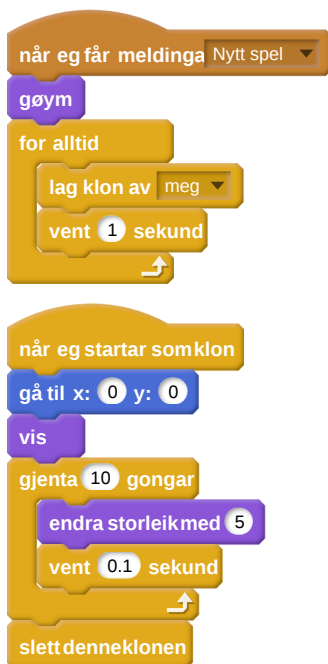 når eg får meldinga Nytt spel
gøym
for alltid
lag klon av meg
vent 1 sekund
når eg startar som klon
gå til x: 0 y: 0
vis
gjenta 10 gongar
endra storleik med 5
vent 0.1 sekund
slett denne klonen